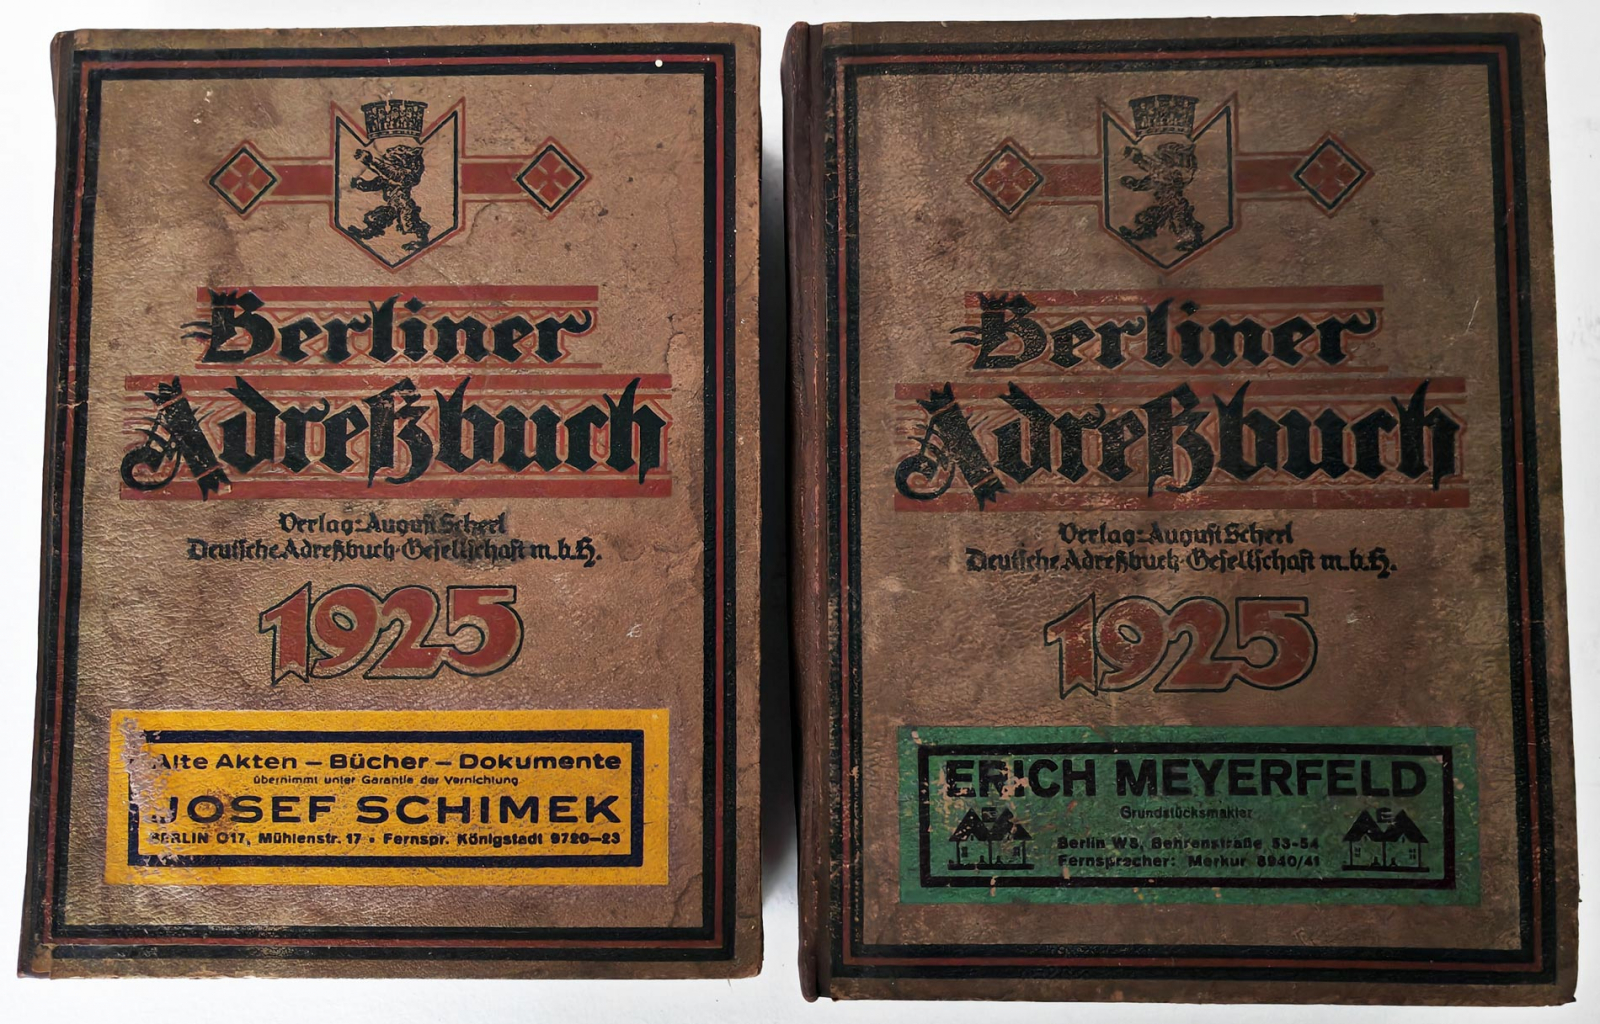 Berliner
Adreßbuch
Verlag: August Scherl
Deutsche Adreßbuch-Gesellschaft m.b.H.
1925
Alte Akten – Bücher – Dokumente
übernimmt unter Garantie der Vernichtung
JOSEF SCHIMEK
BERLIN O17, Mühlenstr. 17 • Fernspr. Königstadt 9720–23
Berliner
Adreßbuch
Verlag: August Scherl
Deutsche Adreßbuch-Gesellschaft m.b.H.
1925
ERICH MEYERFELD
Grundstücksmakler
Berlin W8, Behrenstraße 53-54
Fernsprecher: Merkur 8940/41